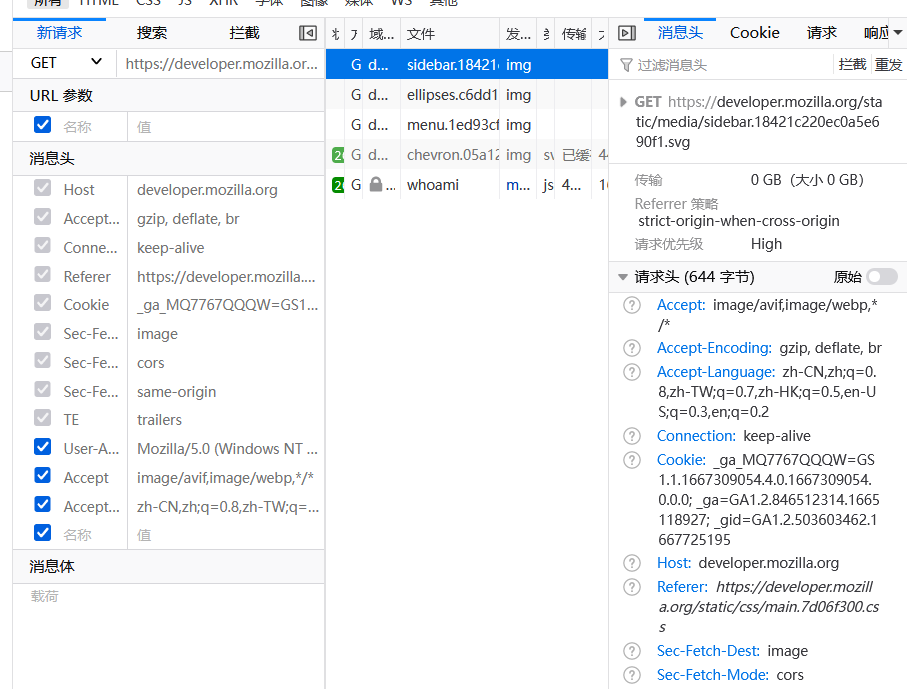 所有 HTML CSS JS XHR 字体 图像 媒体 WS 其他
新请求 搜索 拦截
GET https://developer.mozilla.or...
URL 参数
名称 值
消息头
Host developer.mozilla.org
Accept... gzip, deflate, br
Conne... keep-alive
Referer https://developer.mozilla....
Cookie _ga_MQ7767QQQW=GS1...
Sec-Fe... image
Sec-Fe... cors
Sec-Fe... same-origin
TE trailers
User-A... Mozilla/5.0 (Windows NT ...
Accept image/avif,image/webp,*/*
Accept... zh-CN,zh;q=0.8,zh-TW;q=...
名称 值
消息体
载荷
域... 文件 发... 传输
G d... sidebar.18421 img
G d... ellipses.c6dd1 img
G d... menu.1ed93cf img
2 G d... chevron.05a12 img sv 已缓 44
2 G ... whoami m... js 4... 1
消息头 Cookie 请求 响应
过滤消息头 拦截 重发
GET https://developer.mozilla.org/sta
tic/media/sidebar.18421c220ec0a5e6
90f1.svg
传输 0 GB（大小 0 GB）
Referrer 策略
strict-origin-when-cross-origin
请求优先级 High
请求头 (644 字节) 原始
Accept: image/avif,image/webp,*
/*
Accept-Encoding: gzip, deflate, br
Accept-Language: zh-CN,zh;q=0.
8,zh-TW;q=0.7,zh-HK;q=0.5,en-U
S;q=0.3,en;q=0.2
Connection: keep-alive
Cookie: _ga_MQ7767QQQW=GS
1.1.1667309054.4.0.1667309054.
0.0.0; _ga=GA1.2.846512314.1665
118927; _gid=GA1.2.503603462.1
667725195
Host: developer.mozilla.org
Referer: https://developer.mozill
a.org/static/css/main.7d06f300.cs
s
Sec-Fetch-Dest: image
Sec-Fetch-Mode: cors